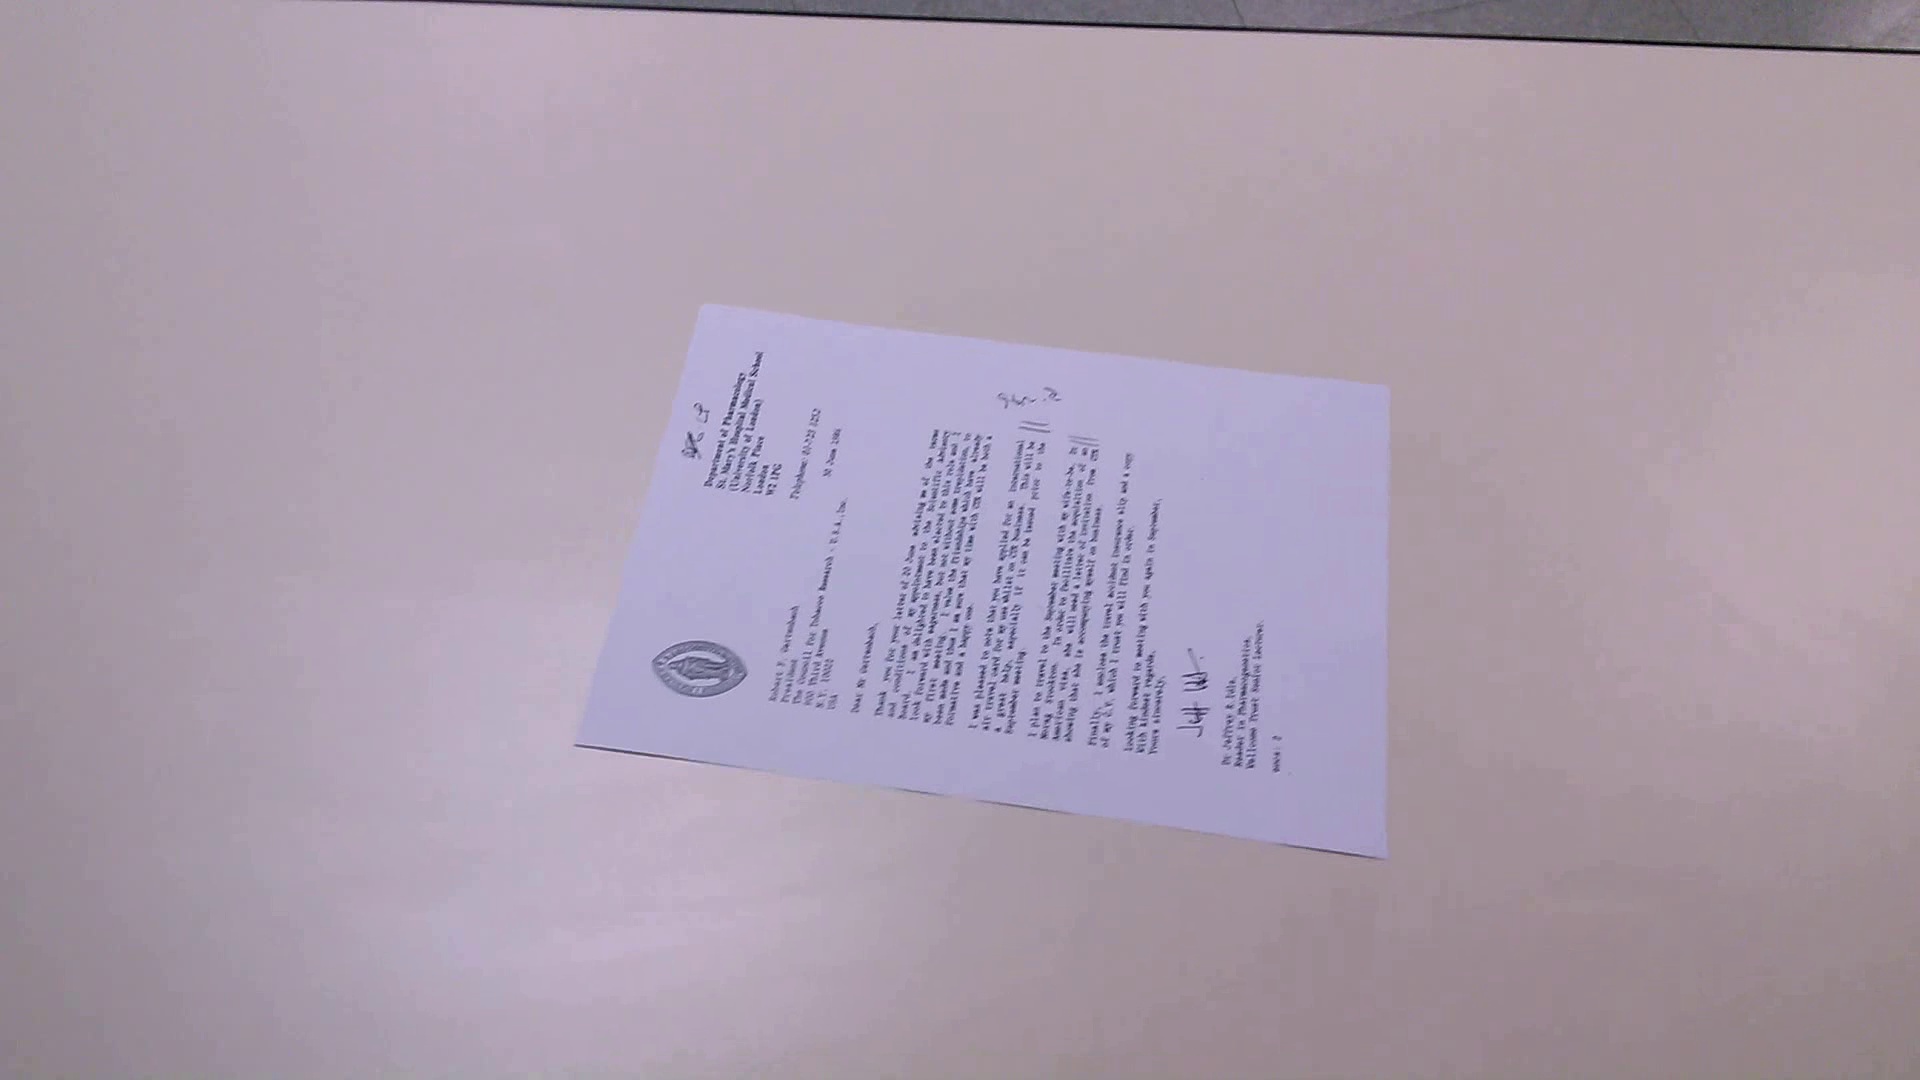 Department of Pharmacology
St. Mary's Hospital Medical School
(University of London)
Norfolk Place
London
W2 1PG
Telephone: 01-723 1252
30 June
Robert F. Gertenbach
President
The Council for Tobacco Research - U.S.A., Inc.
900 Third Avenue
N.Y. 10022
USA
Dear Mr Gertenbach,
Thank you for your letter of 20 June advising me of the terms
and conditions of my appointment to the Scientific Advisory
Board. I am delighted to have been elected to this role and I
look forward with eagerness, but not without some trepidation, to
my first meeting. I value the friendships which have already
been made and thus I am sure that my time with CTR will be both a
formative and a happy one.
I was pleased to note that you have applied for an International
air travel card for my use whilst on CTR business. This will be
a great help, especially if it can be issued prior to the
September meeting.
I plan to travel to the September meeting with my wife-to-be, Dr
Stockton. In order to facilitate the acquisition of an
American visa, she will need a letter of invitation from CTR
showing that she is accompanying myself on business.
Finally, I enclose the travel accident insurance slip and a copy
of my C.V. which I trust you will find in order.
Looking forward to meeting with you again in September,
With kindest regards,
Yours sincerely,
Dr Jeffrey R Idle,
Reader in Pharmacogenetics,
Wellcome Trust Senior Lecturer.
encs: 2